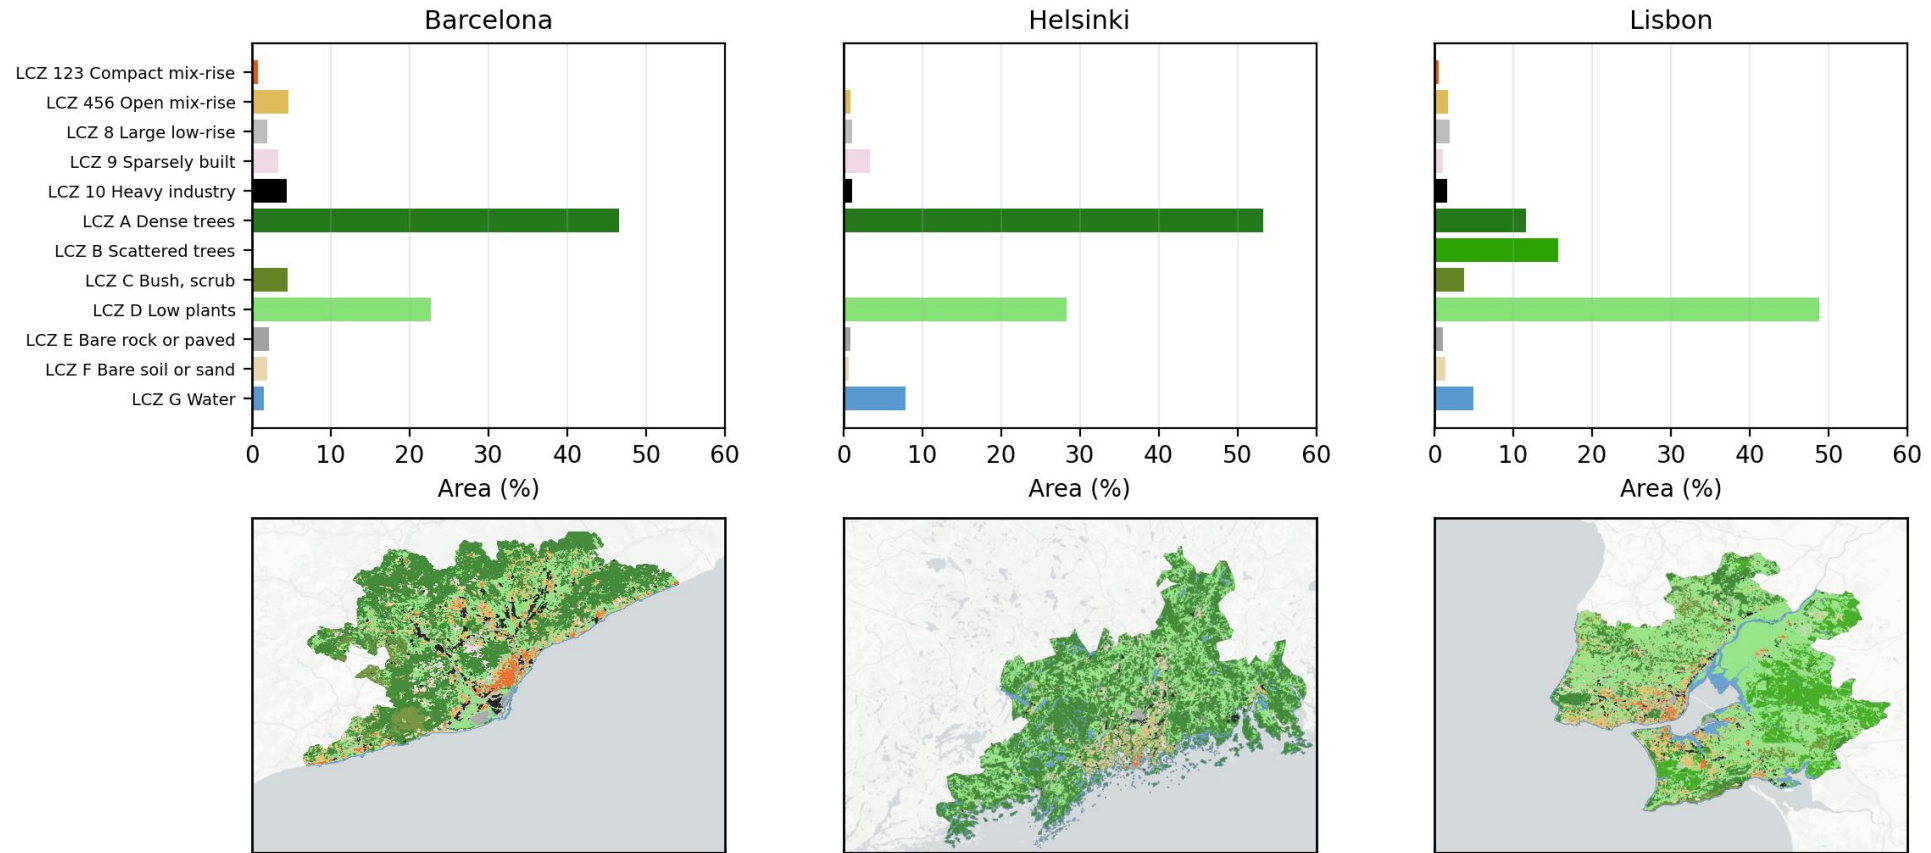 Barcelona
Helsinki
Lisbon
LCZ 123 Compact mix-rise
LCZ 456 Open mix-rise
LCZ 8 Large low-rise
LCZ 9 Sparsely built
LCZ 10 Heavy industry
LCZ A Dense trees
LCZ B Scattered trees
LCZ C Bush, scrub
LCZ D Low plants
LCZ E Bare rock or paved
LCZ F Bare soil or sand
LCZ G Water
0 10 20 30 40 50 60
0 10 20 30 40 50 60
0 10 20 30 40 50 60
Area (%)
Area (%)
Area (%)